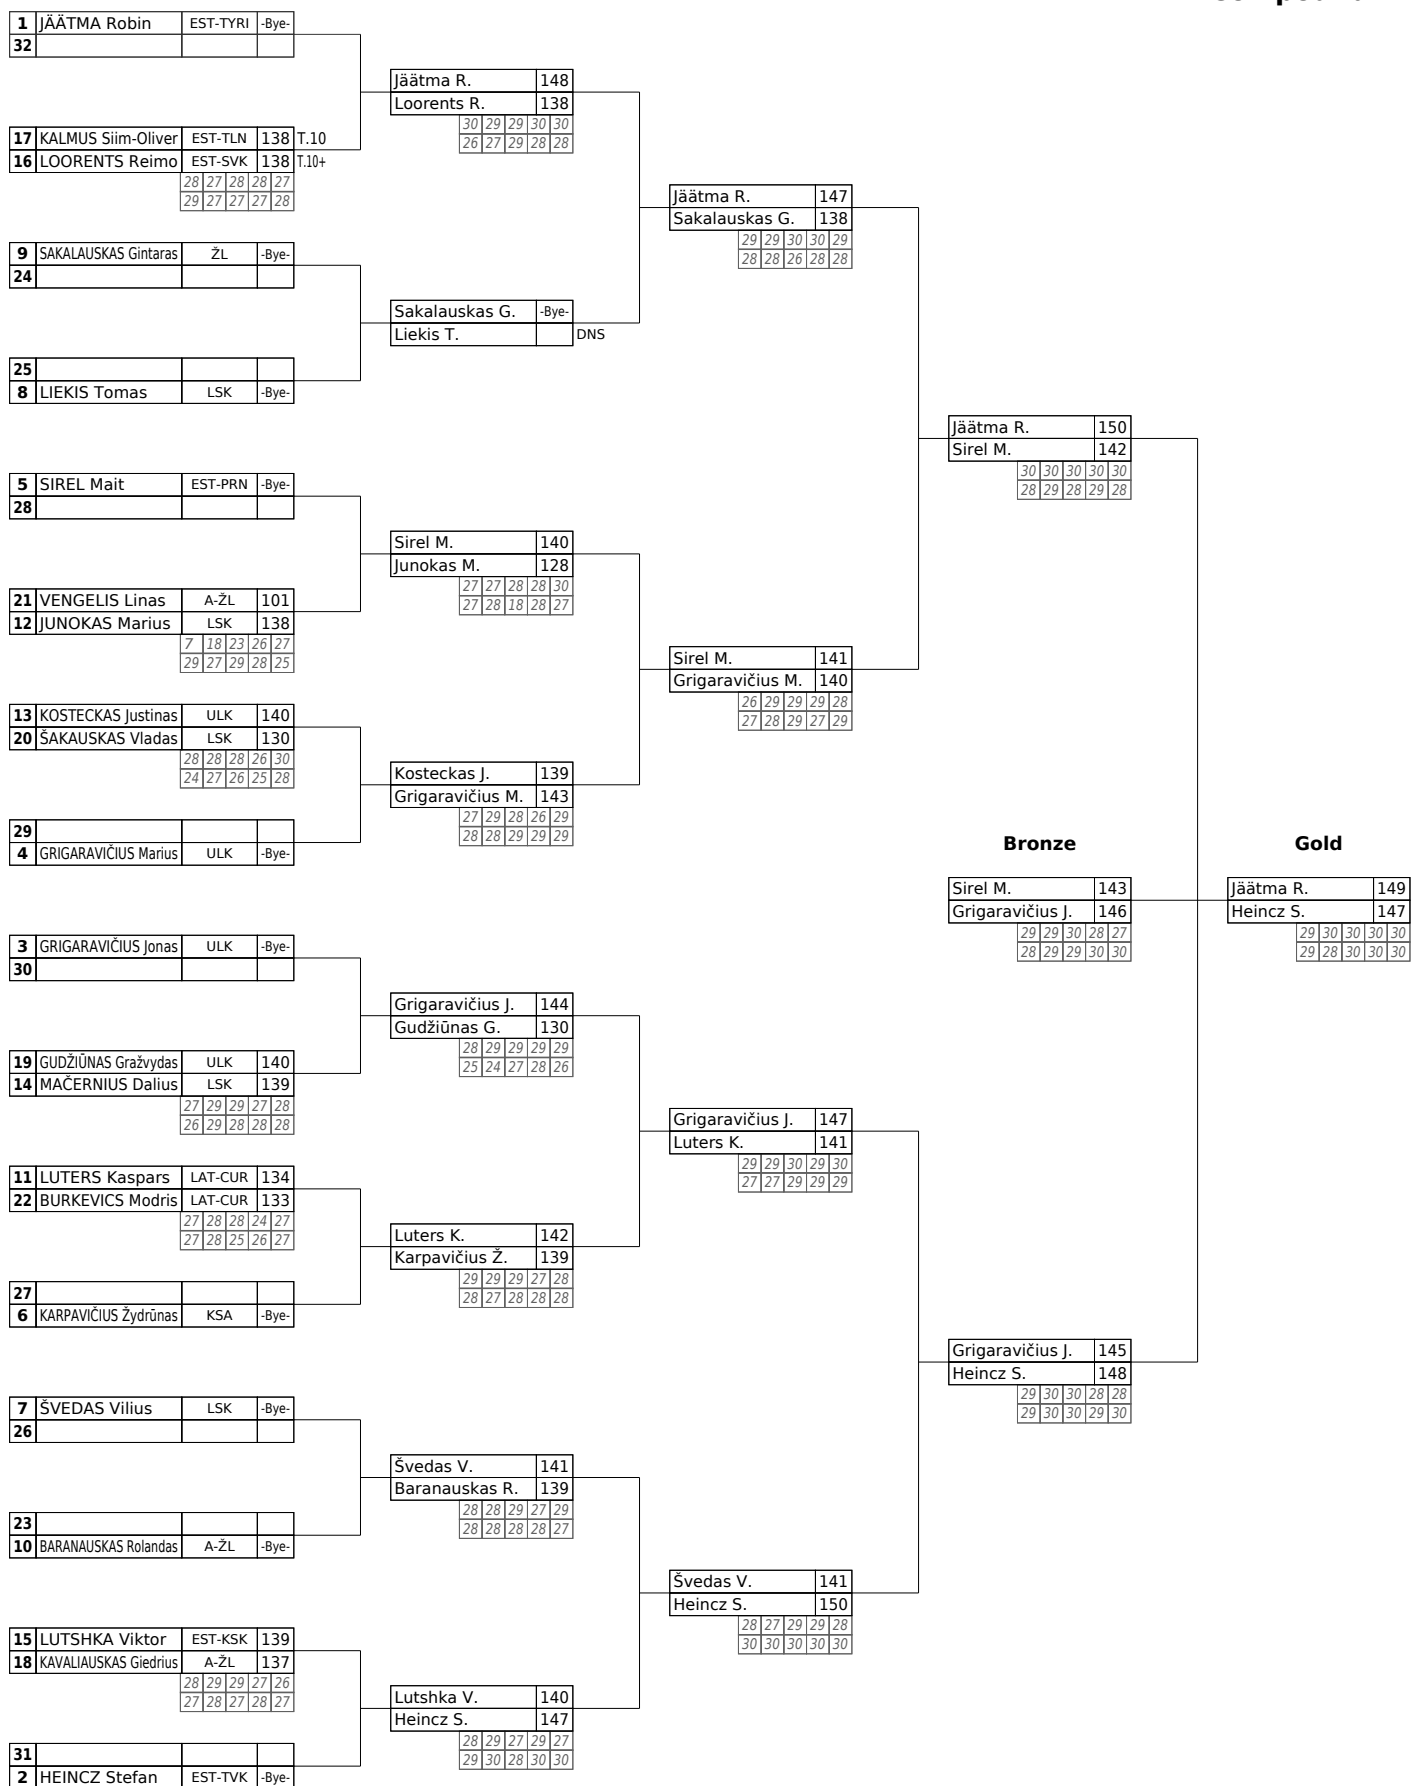 1 JÄÄTMA Robin EST-TYRI -Bye-
32
Jäätma R. 148
Loorents R. 138
30 29 29 30 30
26 27 29 28 28
17 KALMUS Siim-Oliver EST-TLN 138 T.10
16 LOORENTS Reimo EST-SVK 138 T.10+
28 27 28 28 27
29 27 27 27 28
Jäätma R. 147
Sakalauskas G. 138
29 29 30 30 29
28 28 26 28 28
9 SAKALAUSKAS Gintaras ŽL -Bye-
24
Sakalauskas G. -Bye-
Liekis T. DNS
25
8 LIEKIS Tomas LSK -Bye-
Jäätma R. 150
Sirel M. 142
30 30 30 30 30
28 29 28 29 28
5 SIREL Mait EST-PRN -Bye-
28
Sirel M. 140
Junokas M. 128
27 27 28 28 30
27 28 18 28 27
21 VENGELIS Linas A-ŽL 101
12 JUNOKAS Marius LSK 138
7 18 23 26 27
29 27 29 28 25
Sirel M. 141
Grigaravičius M. 140
26 29 29 29 28
27 28 29 27 29
13 KOSTECKAS Justinas ULK 140
20 ŠAKAUSKAS Vladas LSK 130
28 28 28 26 30
24 27 26 25 28
Kosteckas J. 139
Grigaravičius M. 143
27 29 28 26 29
28 28 29 29 29
29
4 GRIGARAVIČIUS Marius ULK -Bye-
Bronze Gold
Sirel M. 143 Jäätma R. 149
Grigaravičius J. 146 Heincz S. 147
29 29 30 28 27 29 30 30 30 30
28 29 29 30 30 29 28 30 30 30
3 GRIGARAVIČIUS Jonas ULK -Bye-
30
Grigaravičius J. 144
Gudžiūnas G. 130
28 29 29 29 29
25 24 27 28 26
19 GUDŽIŪNAS Gražvydas ULK 140
14 MAČERNIUS Dalius LSK 139
27 29 29 27 28
26 29 28 28 28
Grigaravičius J. 147
Luters K. 141
29 29 30 29 30
27 27 29 29 29
11 LUTERS Kaspars LAT-CUR 134
22 BURKEVICS Modris LAT-CUR 133
27 28 28 24 27
27 28 25 26 27
Luters K. 142
Karpavičius Ž. 139
29 29 29 27 28
28 27 28 28 28
27
6 KARPAVIČIUS Žydrūnas KSA -Bye-
Grigaravičius J. 145
Heincz S. 148
29 30 30 28 28
29 30 30 29 30
7 ŠVEDAS Vilius LSK -Bye-
26
Švedas V. 141
Baranauskas R. 139
28 28 29 27 29
28 28 28 28 27
23
10 BARANAUSKAS Rolandas A-ŽL -Bye-
Švedas V. 141
Heincz S. 150
28 27 29 29 28
30 30 30 30 30
15 LUTSHKA Viktor EST-KSK 139
18 KAVALIAUSKAS Giedrius A-ŽL 137
28 29 29 27 26
27 28 27 28 27
Lutshka V. 140
Heincz S. 147
28 29 27 29 27
29 30 28 30 30
31
2 HEINCZ Stefan EST-TVK -Bye-